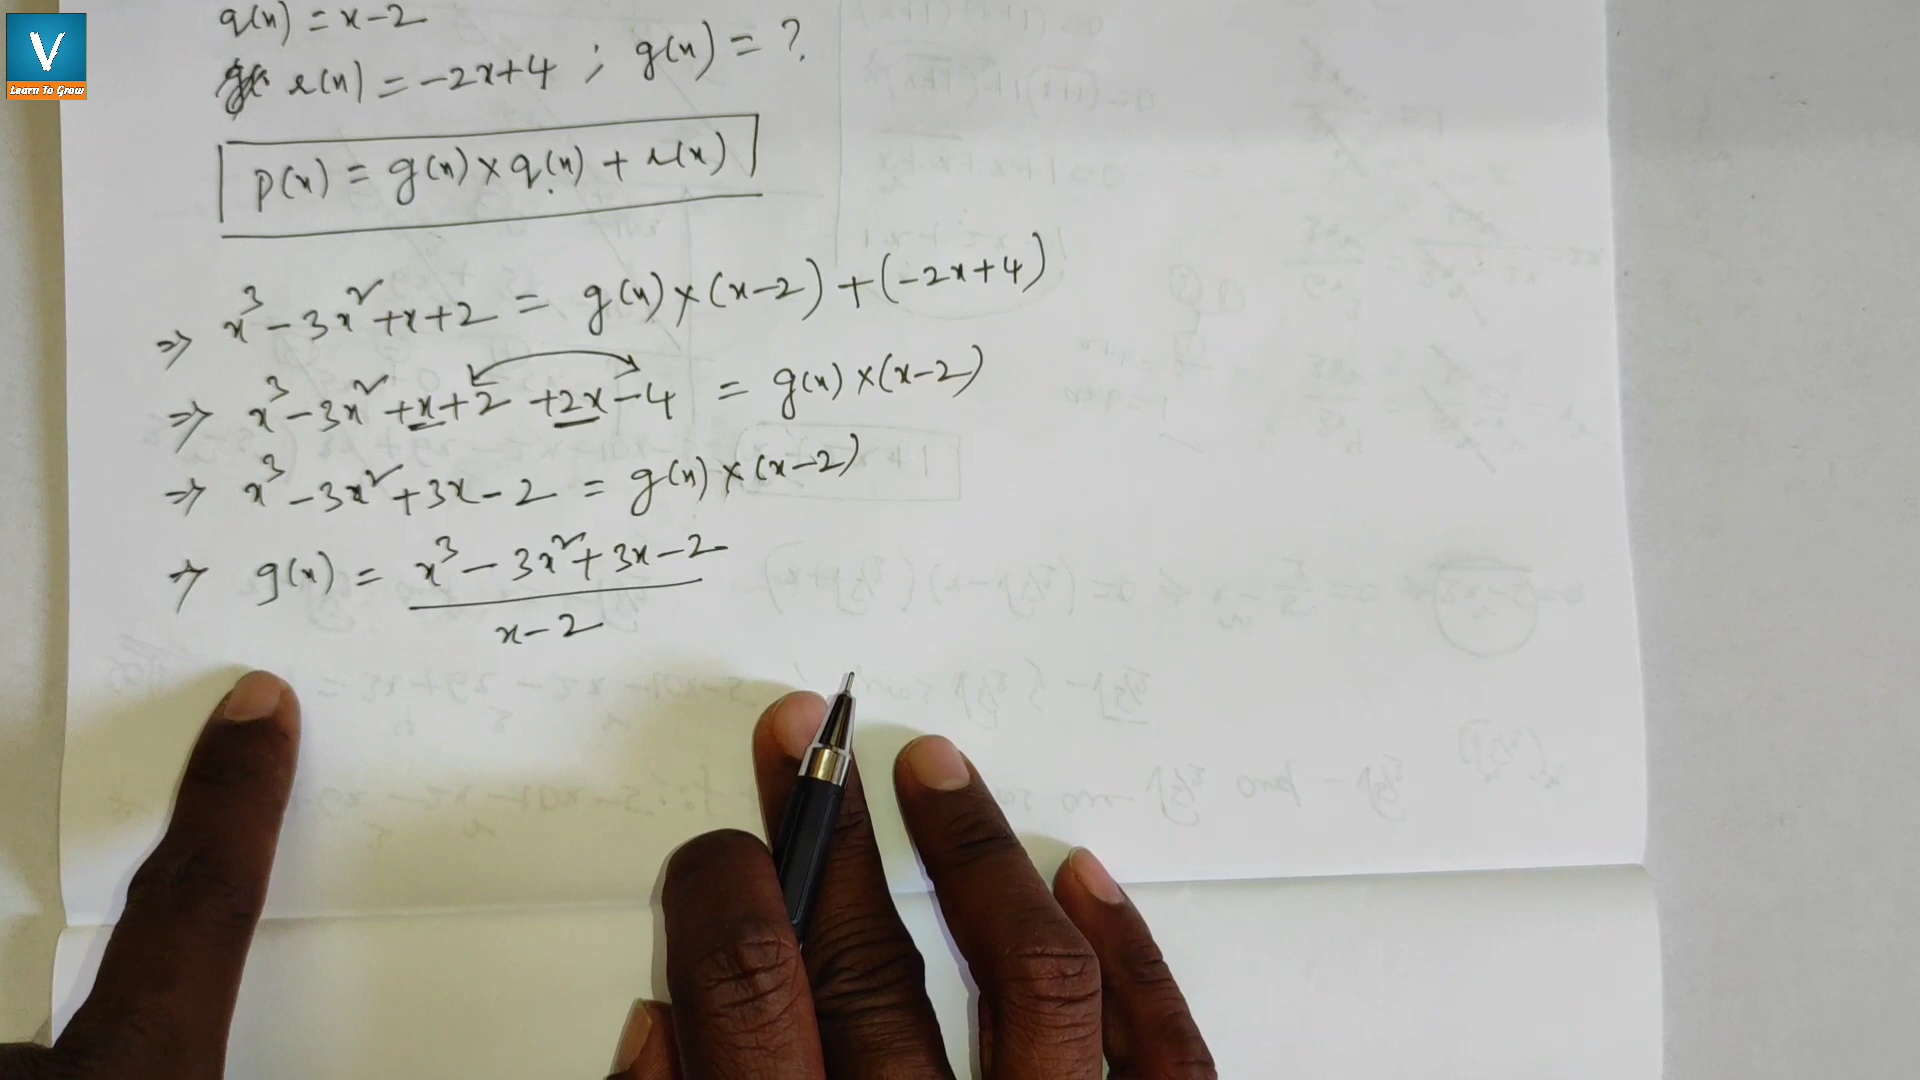 V
Learn To Grow
q(x) = x-2
r(x) = -2x+4 ; g(x) = ?
p(x) = g(x) × q(x) + r(x)
⇒ x³ - 3x² + x + 2 = g(x) × (x-2) + (-2x+4)
⇒ x³ - 3x² + x + 2 + 2x - 4 = g(x) × (x-2)
⇒ x³ - 3x² + 3x - 2 = g(x) × (x-2)
⇒ g(x) = x³ - 3x² + 3x - 2
x-2